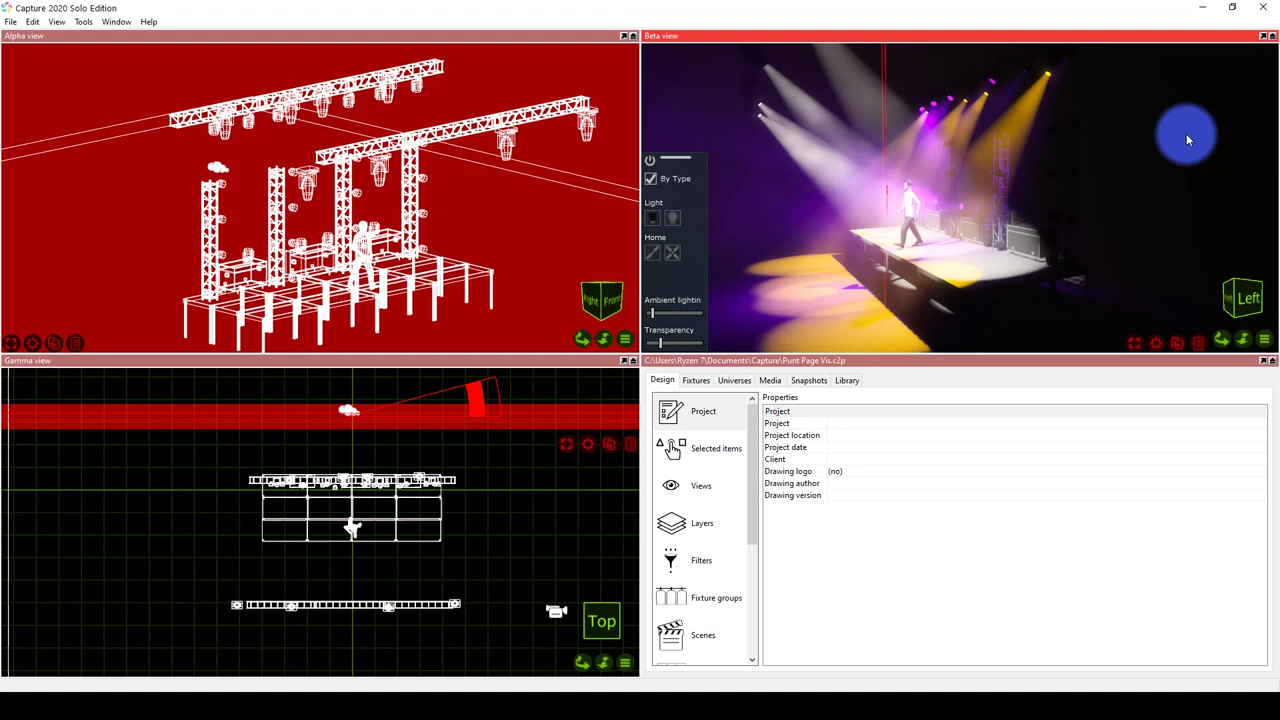 Capture 2020 Solo Edition
File Edit View Tools Window Help
Alpha view
Right Front
Beta view
By Type
Light
Home
Ambient lightin
Transparency
Left
Gamma view
Top
C:\Users\Ryzen 7\Documents\Capture\Punt Page Vis.c2p
Design Fixtures Universes Media Snapshots Library
Project
Selected items
Views
Layers
Filters
Fixture groups
Scenes
Properties
Project
Project
Project location
Project date
Client
Drawing logo (no)
Drawing author
Drawing version